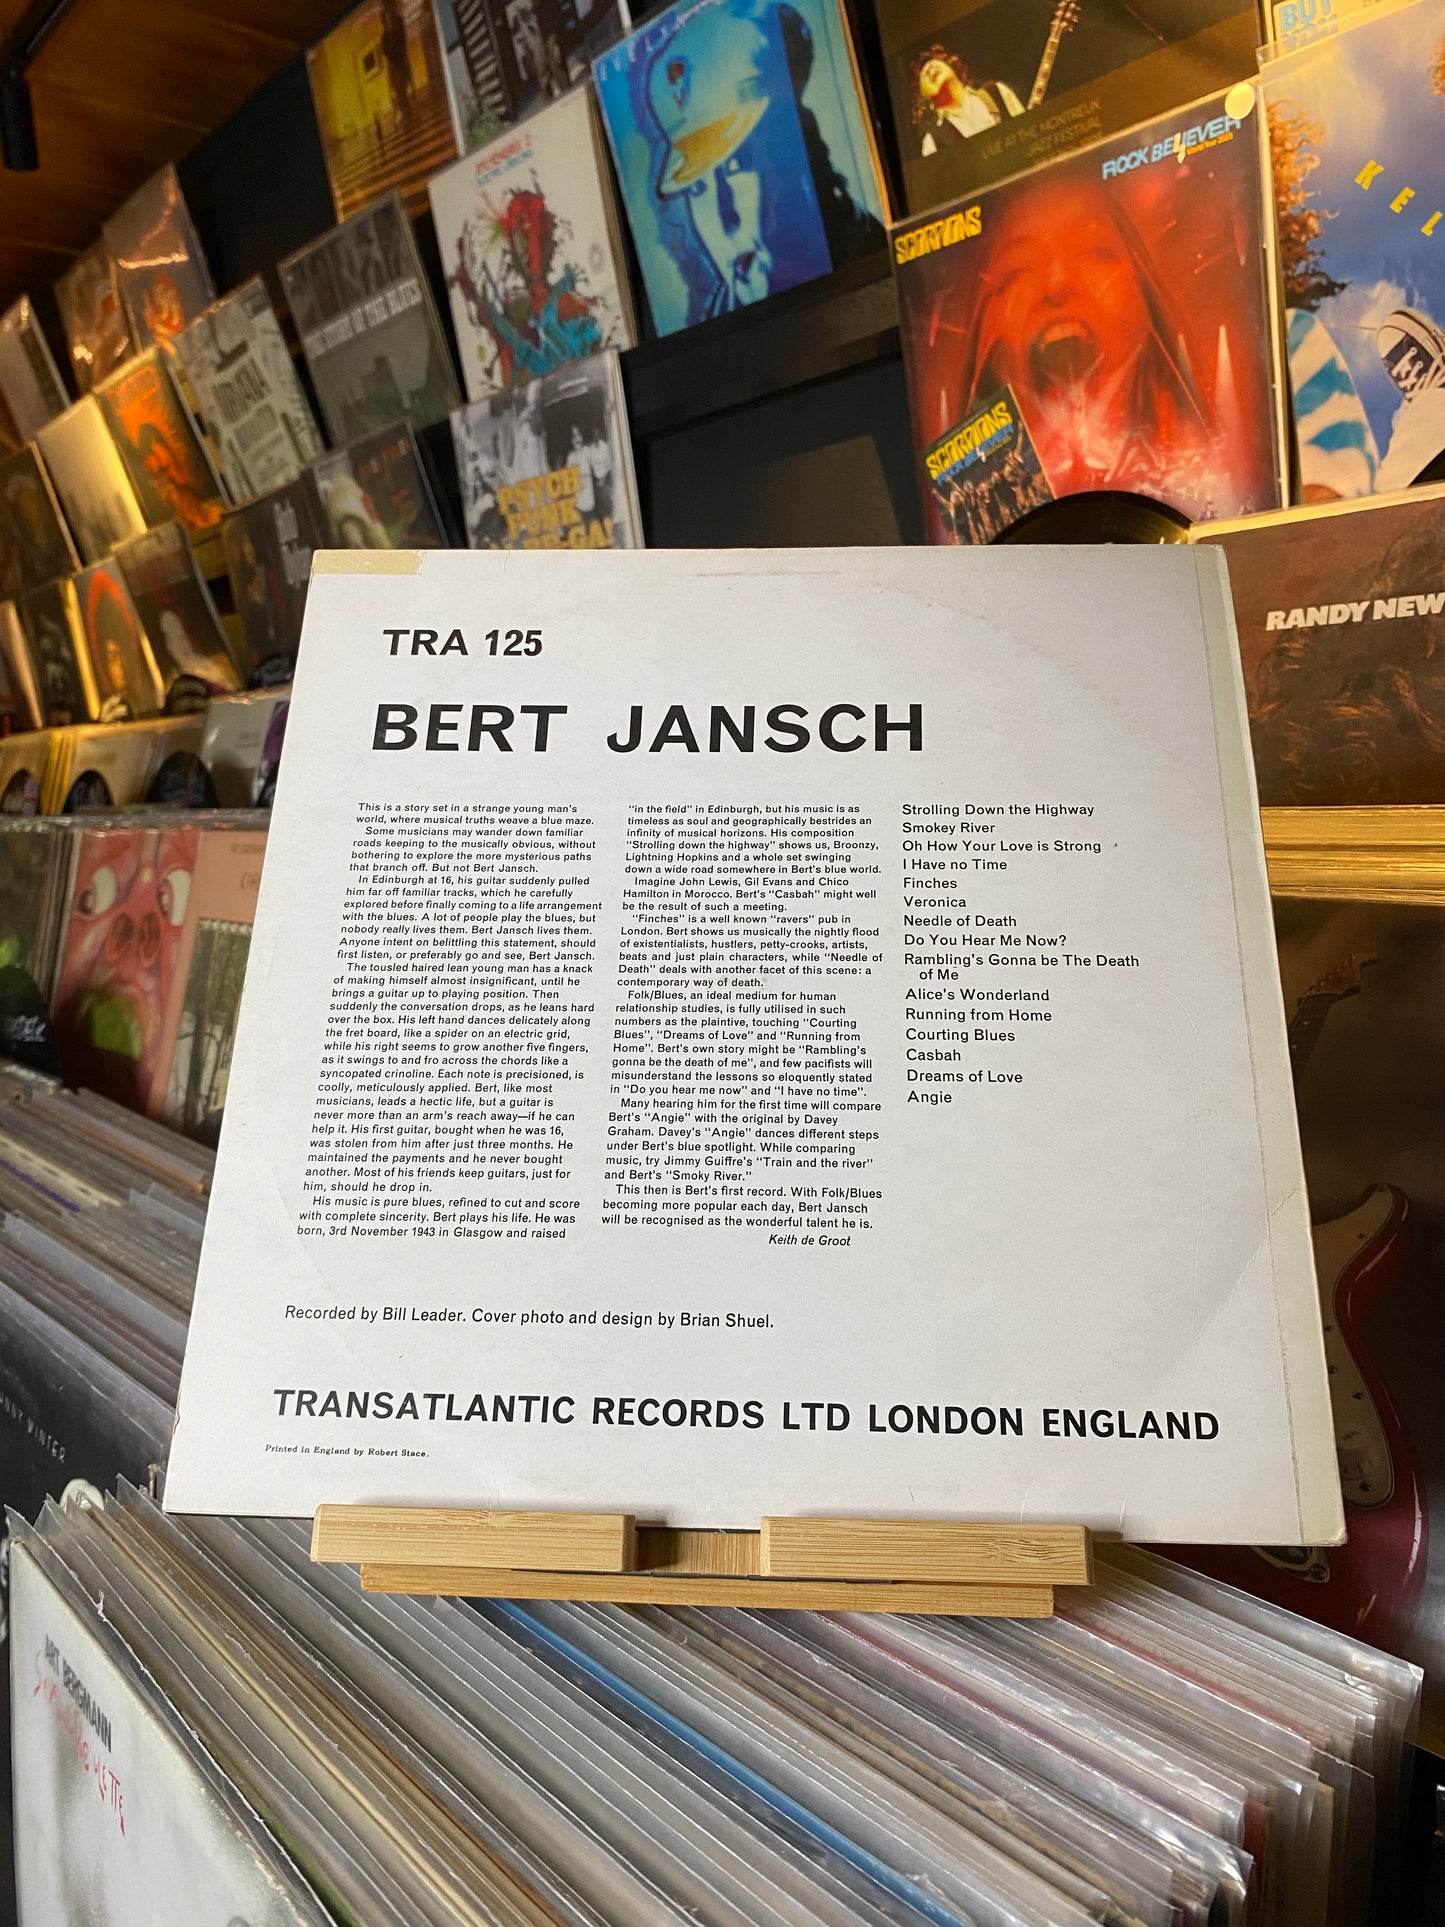 EVELYN
LIVE AT THE MONTREUX
JAZZ FESTIVAL
ROCK BELIEVER
World Tour 2023
SCORPIONS
SCORPIONS
ROCK BELIEVER
BUT
KEL
PSYCH
PUNK
RANDY NEW
TRA 125
BERT JANSCH
This is a story set in a strange young man's
world, where musical truths weave a blue maze.
Some musicians may wander down familiar
roads keeping to the musically obvious, without
bothering to explore the more mysterious paths
that branch off. But not Bert Jansch.
In Edinburgh at 16, his guitar suddenly pulled
him far off familiar tracks, which he carefully
explored before finally coming to a life arrangement
with the blues. A lot of people play the blues, but
nobody really lives them. Bert Jansch lives them.
Anyone intent on belittling this statement, should
first listen, or preferably go and see, Bert Jansch.
The tousled haired lean young man has a knack
of making himself almost insignificant, until he
brings a guitar up to playing position. Then
suddenly the conversation drops, as he leans hard
over the box. His left hand dances delicately along
the fret board, like a spider on an electric grid,
while his right seems to grow another five fingers,
as it swings to and fro across the chords like a
syncopated crinoline. Each note is precisioned, is
coolly, meticulously applied. Bert, like most
musicians, leads a hectic life, but a guitar is
never more than an arm's reach away—if he can
help it. His first guitar, bought when he was 16,
was stolen from him after just three months. He
maintained the payments and he never bought
another. Most of his friends keep guitars, just for
him, should he drop in.
His music is pure blues, refined to cut and score
with complete sincerity. Bert plays his life. He was
born, 3rd November 1943 in Glasgow and raised
"in the field" in Edinburgh, but his music is as
timeless as soul and geographically bestrides an
infinity of musical horizons. His composition
"Strolling down the highway" shows us, Broonzy,
Lightning Hopkins and a whole set swinging
down a wide road somewhere in Bert's blue world.
Imagine John Lewis, Gil Evans and Chico
Hamilton in Morocco. Bert's "Casbah" might well
be the result of such a meeting.
"Finches" is a well known "ravers" pub in
London. Bert shows us musically the nightly flood
of existentialists, hustlers, petty-crooks, artists,
beats and just plain characters, while "Needle of
Death" deals with another facet of this scene: a
contemporary way of death.
Folk/Blues, an ideal medium for human
relationship studies, is fully utilised in such
numbers as the plaintive, touching "Courting
Blues", "Dreams of Love" and "Running from
Home". Bert's own story might be "Rambling's
gonna be the death of me", and few pacifists will
misunderstand the lessons so eloquently stated
in "Do you hear me now" and "I have no time".
Many hearing him for the first time will compare
Bert's "Angie" with the original by Davey
Graham. Davey's "Angie" dances different steps
under Bert's blue spotlight. While comparing
music, try Jimmy Guiffre's "Train and the river"
and Bert's "Smoky River."
This then is Bert's first record. With Folk/Blues
becoming more popular each day, Bert Jansch
will be recognised as the wonderful talent he is.
Keith de Groot
Strolling Down the Highway
Smokey River
Oh How Your Love is Strong
I Have no Time
Finches
Veronica
Needle of Death
Do You Hear Me Now?
Rambling's Gonna be The Death
of Me
Alice's Wonderland
Running from Home
Courting Blues
Casbah
Dreams of Love
Angie
Recorded by Bill Leader. Cover photo and design by Brian Shuel.
TRANSATLANTIC RECORDS LTD LONDON ENGLAND
Printed in England by Robert Stace.
WINTER
ART BERGMANN